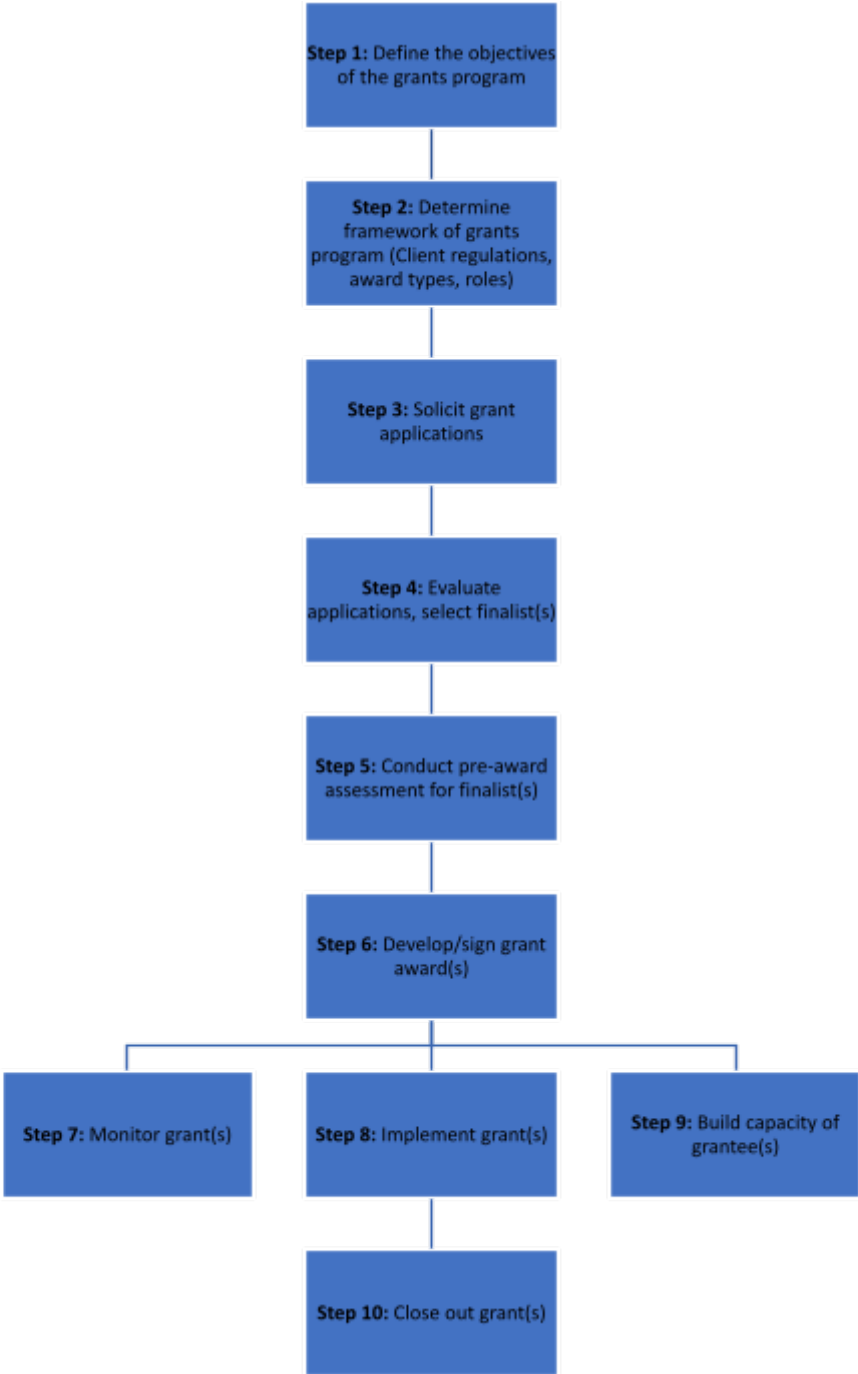 Step 1: Define the objectives
of the grants program
Step 2: Determine
framework of grants
program (Client regulations,
award types, roles)
Step 3: Solicit grant
applications
Step 4: Evaluate
applications, select finalist(s)
Step 5: Conduct pre-award
assessment for finalist(s)
Step 6: Develop/sign grant
award(s)
Step 7: Monitor grant(s)
Step 8: Implement grant(s)
Step 9: Build capacity of
grantee(s)
Step 10: Close out grant(s)